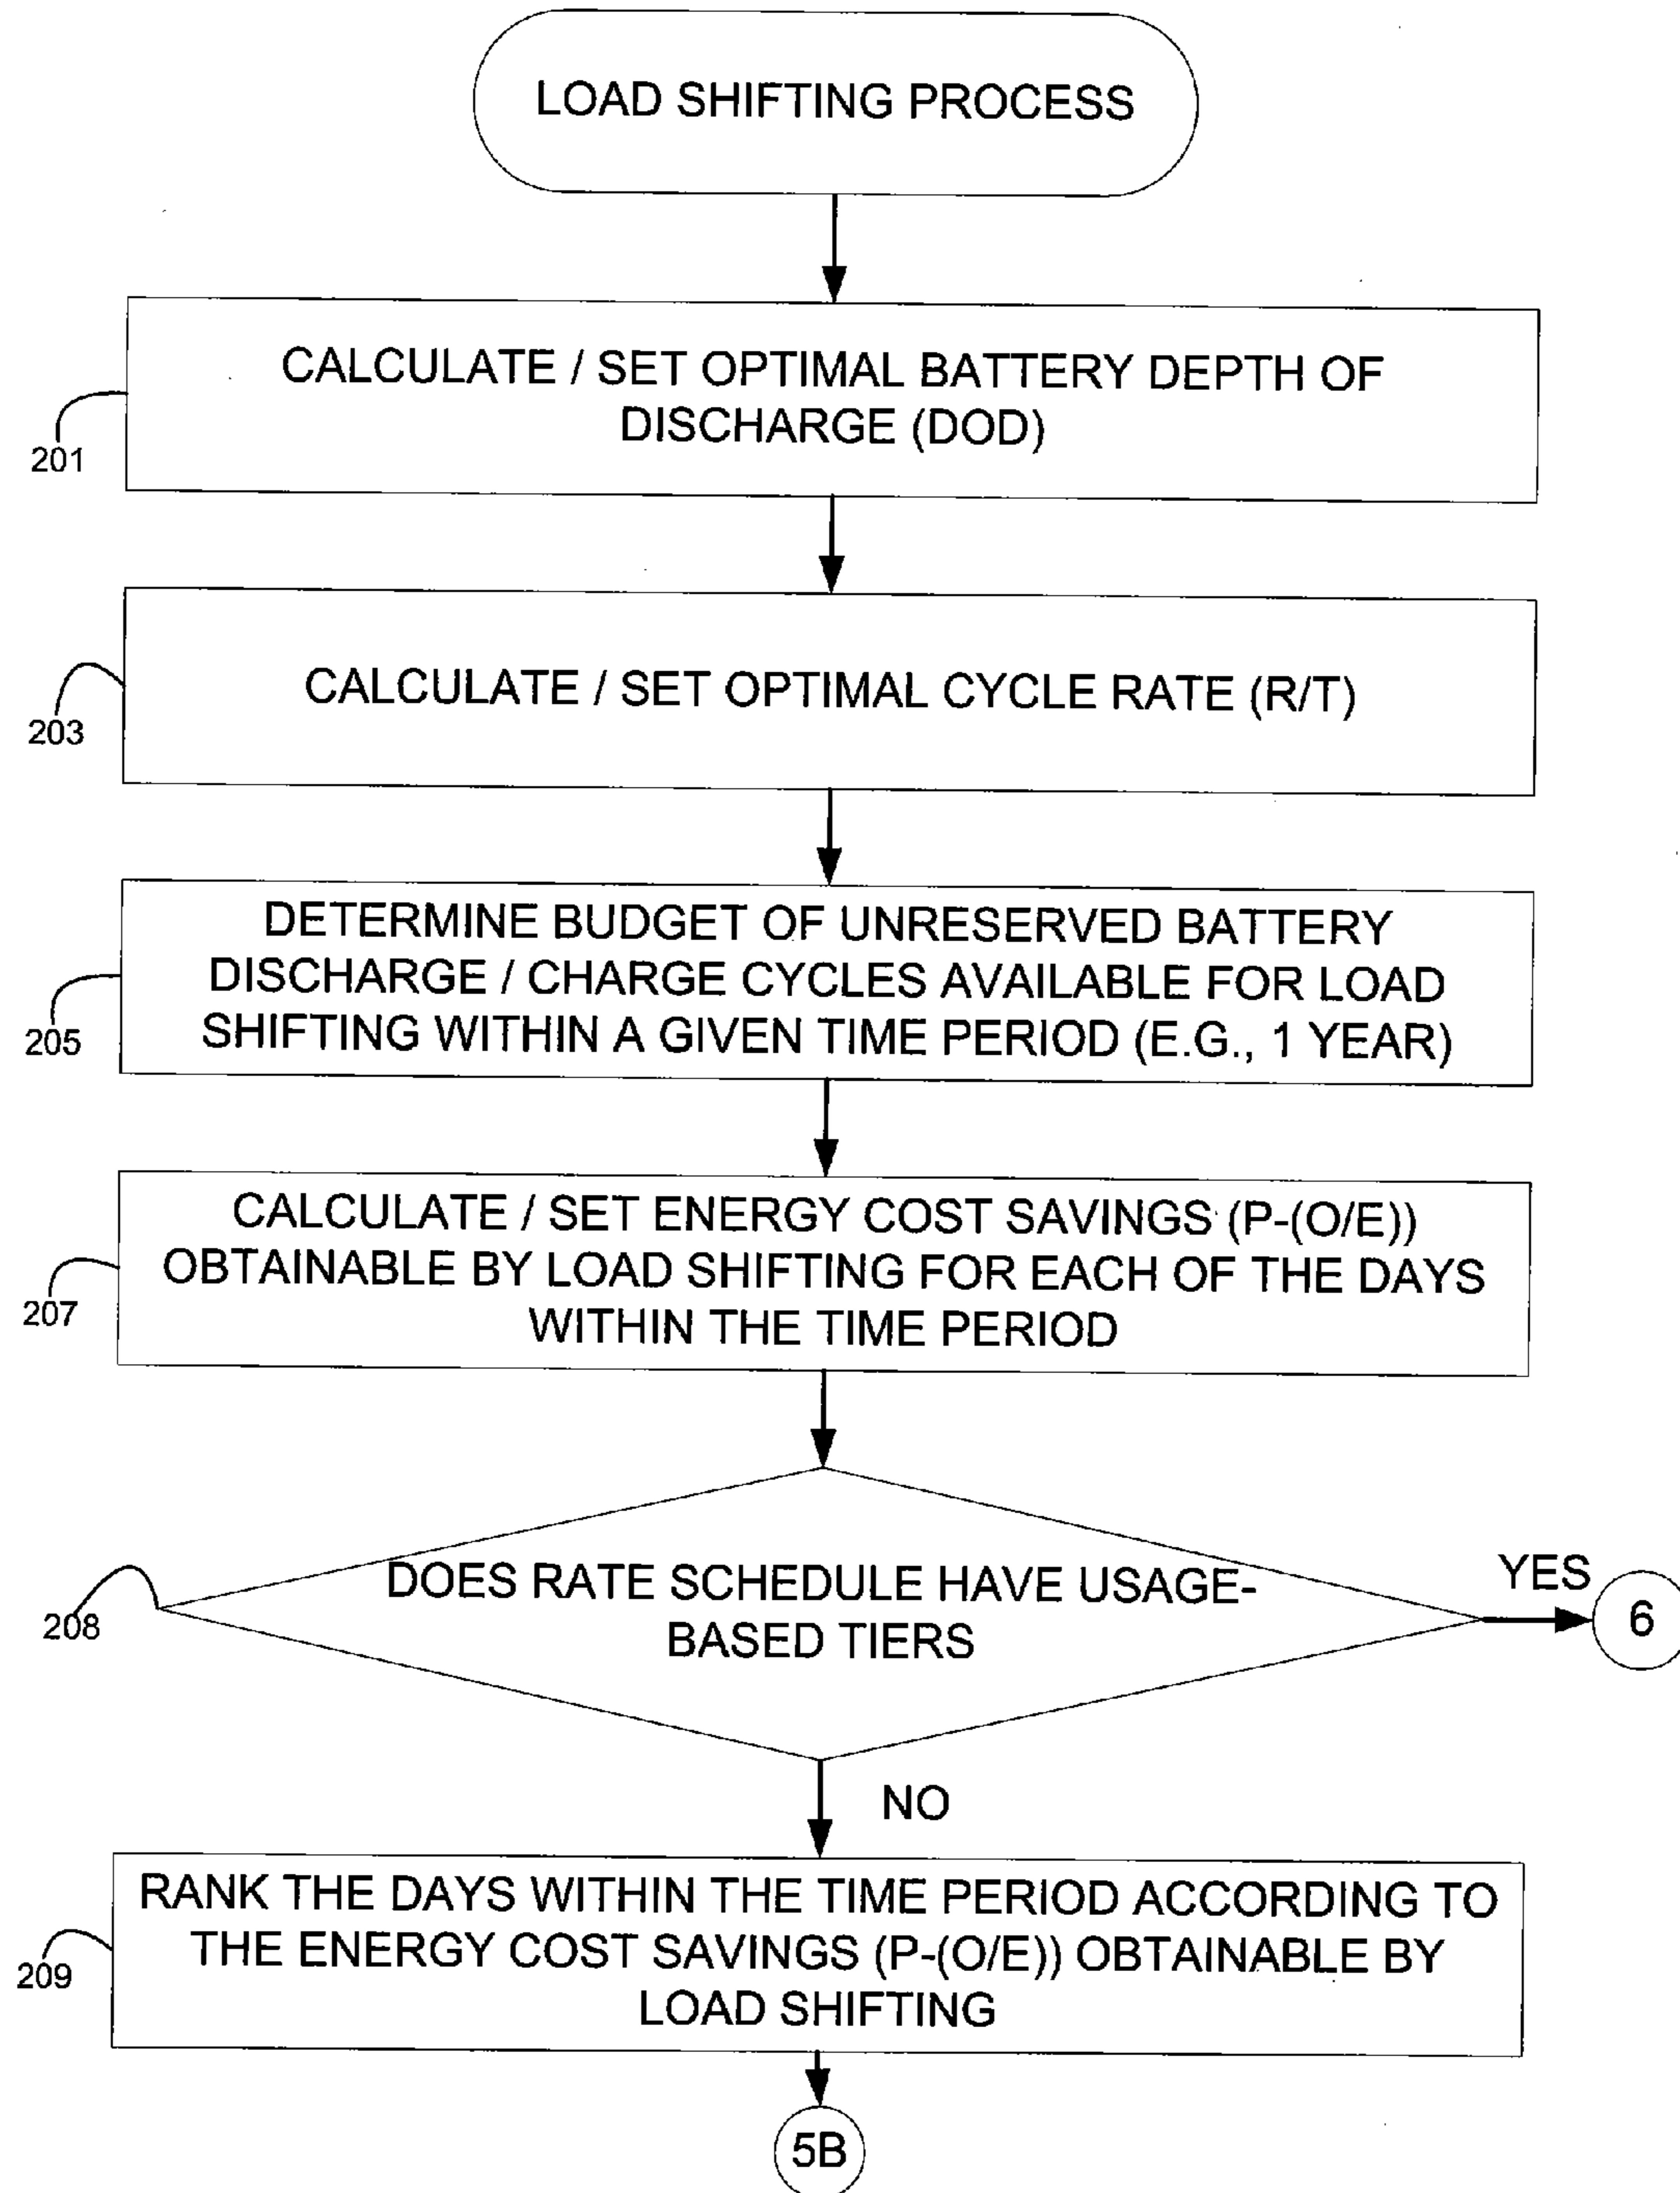 LOAD SHIFTING PROCESS
CALCULATE / SET OPTIMAL BATTERY DEPTH OF
DISCHARGE (DOD)
201
CALCULATE / SET OPTIMAL CYCLE RATE (R/T)
203
DETERMINE BUDGET OF UNRESERVED BATTERY
DISCHARGE / CHARGE CYCLES AVAILABLE FOR LOAD
SHIFTING WITHIN A GIVEN TIME PERIOD (E.G., 1 YEAR)
205
CALCULATE / SET ENERGY COST SAVINGS (P-(O/E))
OBTAINABLE BY LOAD SHIFTING FOR EACH OF THE DAYS
WITHIN THE TIME PERIOD
207
DOES RATE SCHEDULE HAVE USAGE-
BASED TIERS
208
YES
6
NO
RANK THE DAYS WITHIN THE TIME PERIOD ACCORDING TO
THE ENERGY COST SAVINGS (P-(O/E)) OBTAINABLE BY
LOAD SHIFTING
209
5B